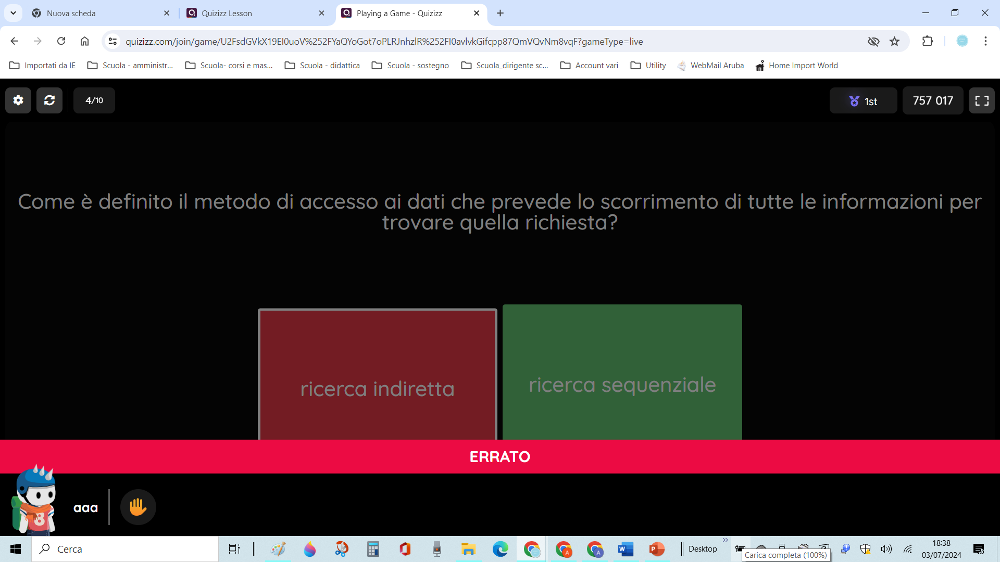 Nuova scheda
Quizizz Lesson
Playing a Game - Quizizz
quizizz.com/join/game/U2FsdGVkX19EI0uoV%252FYaQYoGot7oPLRJnhzlR%252FI0avlvkGifcpp87QmVQvNm8vqF?gameType=live
Importati da IE
Scuola - amministr...
Scuola- corsi e mas...
Scuola - didattica
Scuola - sostegno
Scuola_dirigente sc...
Account vari
Utility
WebMail Aruba
Home Import World
4/10
1st
757 017
Come è definito il metodo di accesso ai dati che prevede lo scorrimento di tutte le informazioni per
trovare quella richiesta?
ricerca indiretta
ricerca sequenziale
ERRATO
8
aaa
Cerca
Desktop
Carica completa (100%)
18:38
03/07/2024